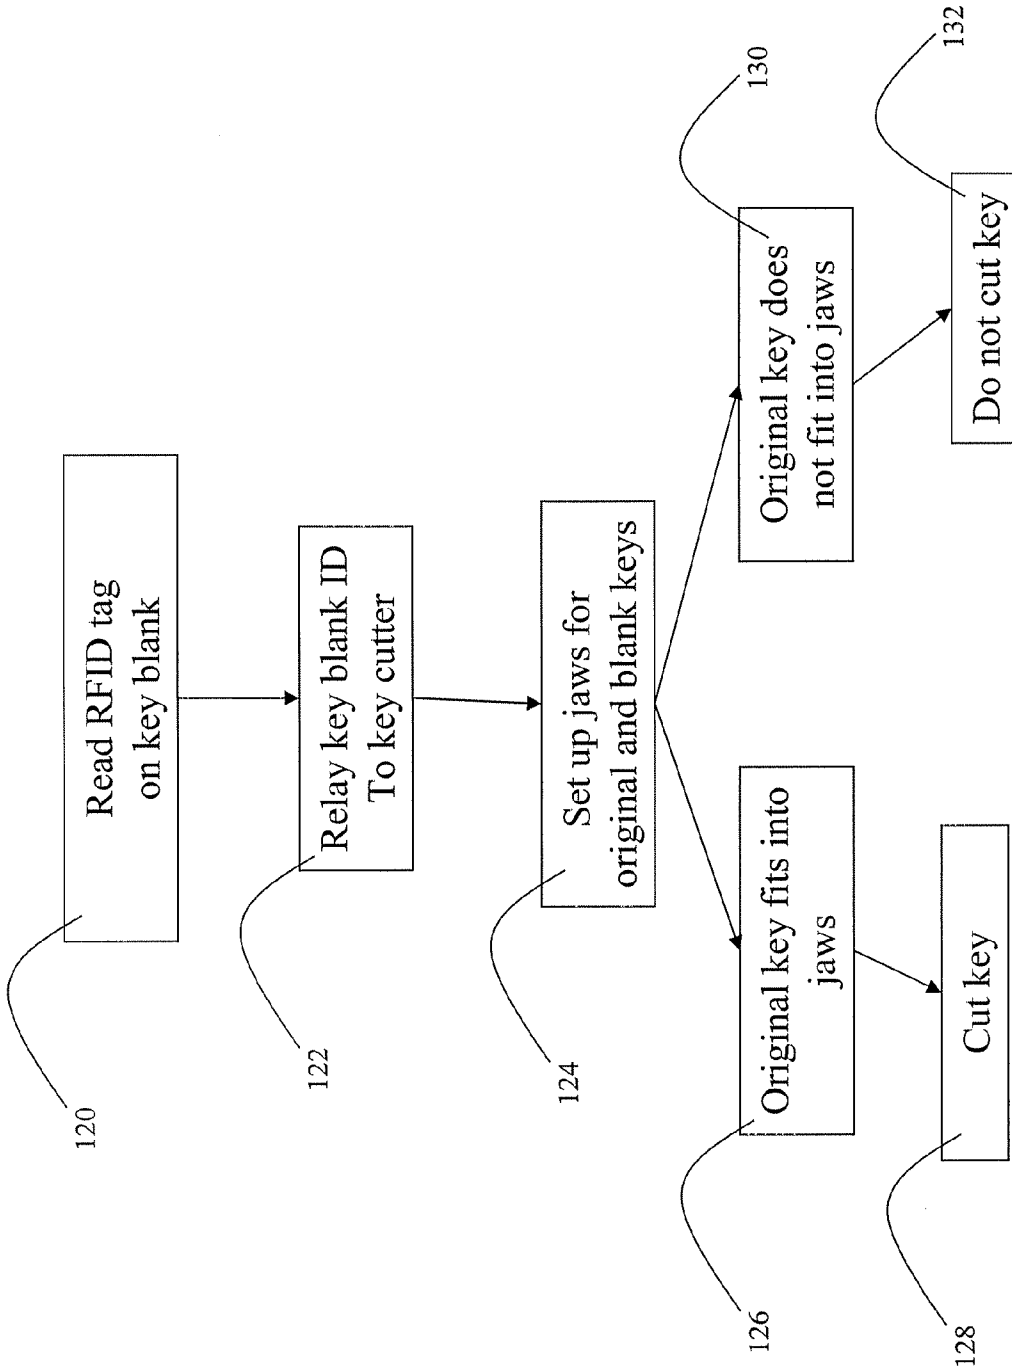 120
Read RFID tag
on key blank
122
Relay key blank ID
To key cutter
124
Set up jaws for
original and blank keys
126
Original key fits into
jaws
130
Original key does
not fit into jaws
128
Cut key
132
Do not cut key